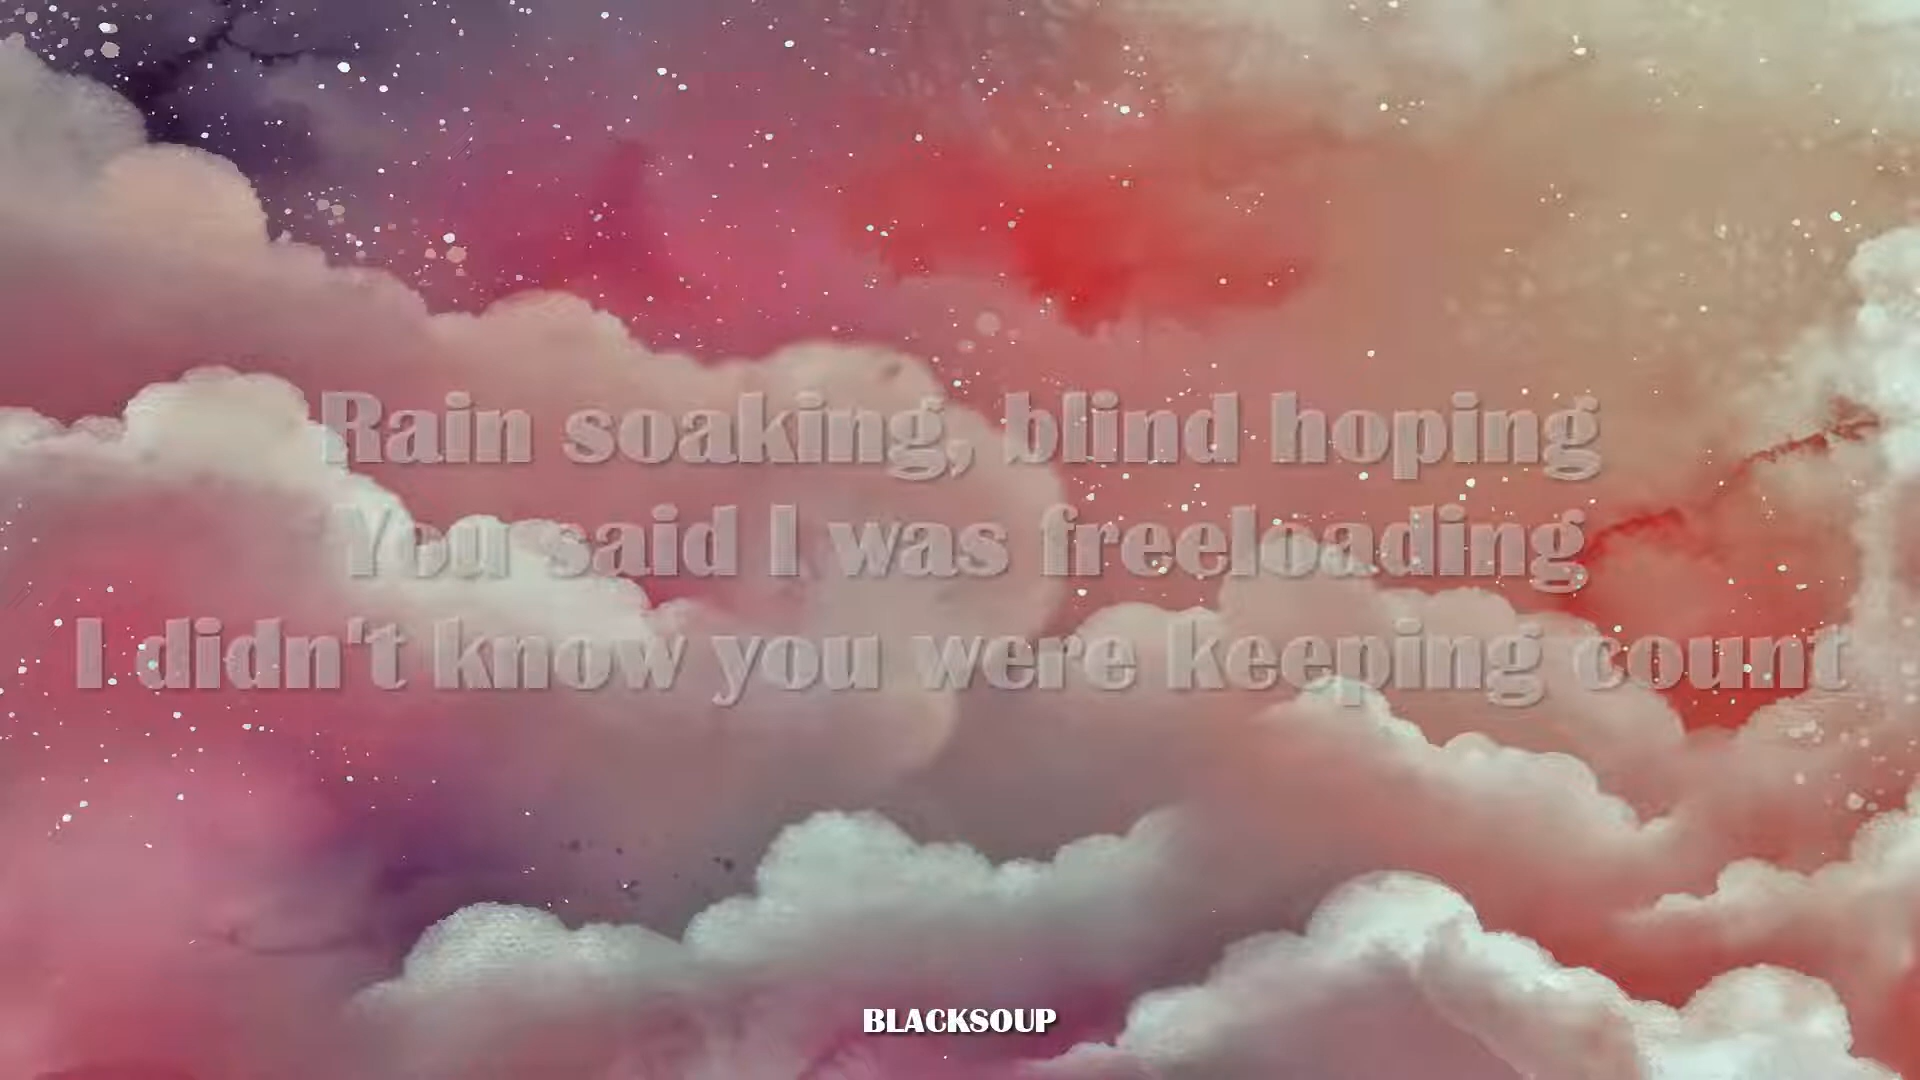 Rain soaking, blind hoping
You said I was freeloading
I didn't know you were keeping count
BLACKSOUP